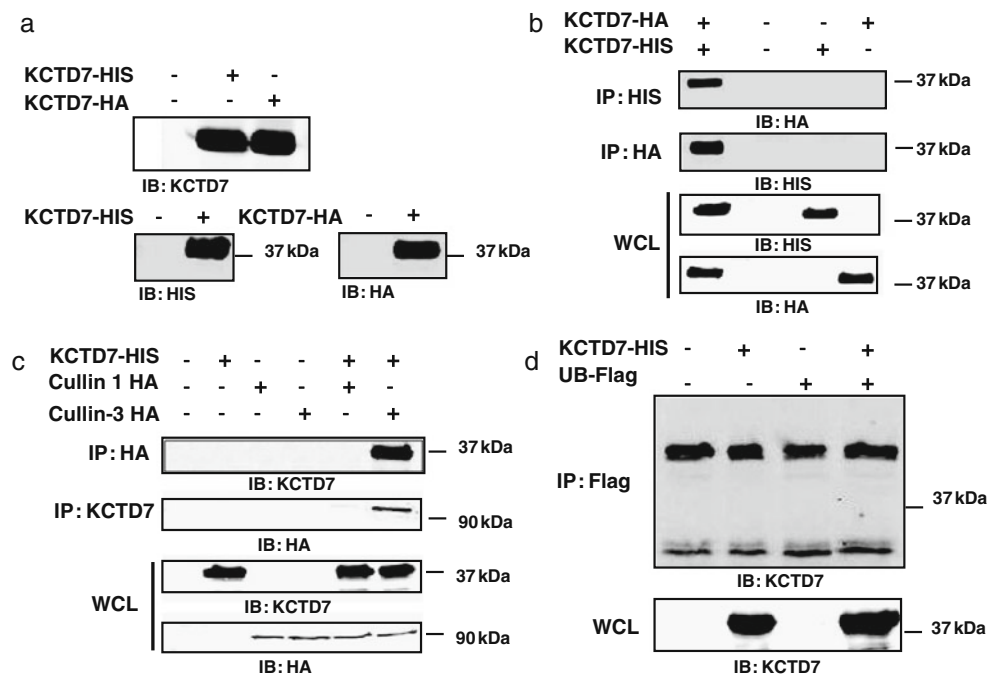 a
KCTD7-HIS - + -
KCTD7-HA - - +
IB: KCTD7
KCTD7-HIS - +
37 kDa
IB: HIS
KCTD7-HA - +
37 kDa
IB: HA
b
KCTD7-HA + - - +
KCTD7-HIS + - + -
IP: HIS
37 kDa
IB: HA
IP: HA
37 kDa
IB: HIS
WCL
37 kDa
IB: HIS
37 kDa
IB: HA
c
KCTD7-HIS - + - - + +
Cullin 1 HA - - + - + -
Cullin-3 HA - - - + - +
IP: HA
37 kDa
IB: KCTD7
IP: KCTD7
90 kDa
IB: HA
WCL
37 kDa
IB: KCTD7
90 kDa
IB: HA
d
KCTD7-HIS - + - +
UB-Flag - - + +
IP: Flag
37 kDa
IB: KCTD7
WCL
37 kDa
IB: KCTD7